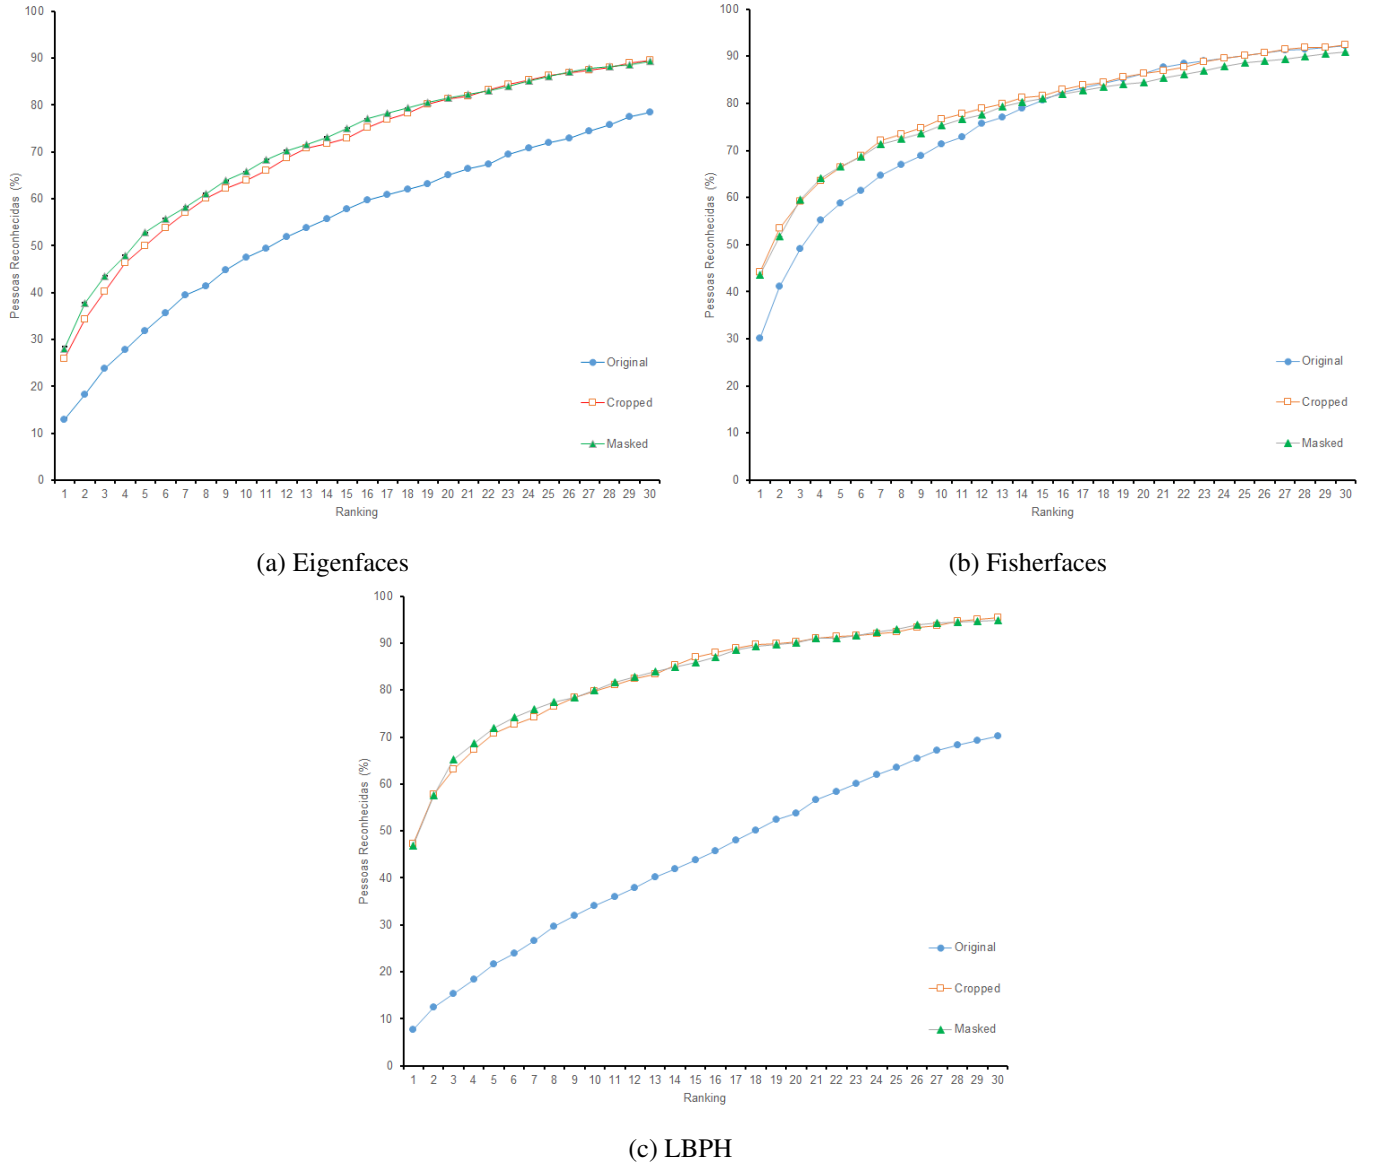 100
90
80
70
60
50
40
30
20
10
0
Pessoas Reconhecidas (%)
Original
Cropped
Masked
1 2 3 4 5 6 7 8 9 10 11 12 13 14 15 16 17 18 19 20 21 22 23 24 25 26 27 28 29 30
Ranking
(a) Eigenfaces
100
90
80
70
60
50
40
30
20
10
0
Pessoas Reconhecidas (%)
Original
Cropped
Masked
1 2 3 4 5 6 7 8 9 10 11 12 13 14 15 16 17 18 19 20 21 22 23 24 25 26 27 28 29 30
Ranking
(b) Fisherfaces
100
90
80
70
60
50
40
30
20
10
0
Pessoas Reconhecidas (%)
Original
Cropped
Masked
1 2 3 4 5 6 7 8 9 10 11 12 13 14 15 16 17 18 19 20 21 22 23 24 25 26 27 28 29 30
Ranking
(c) LBPH